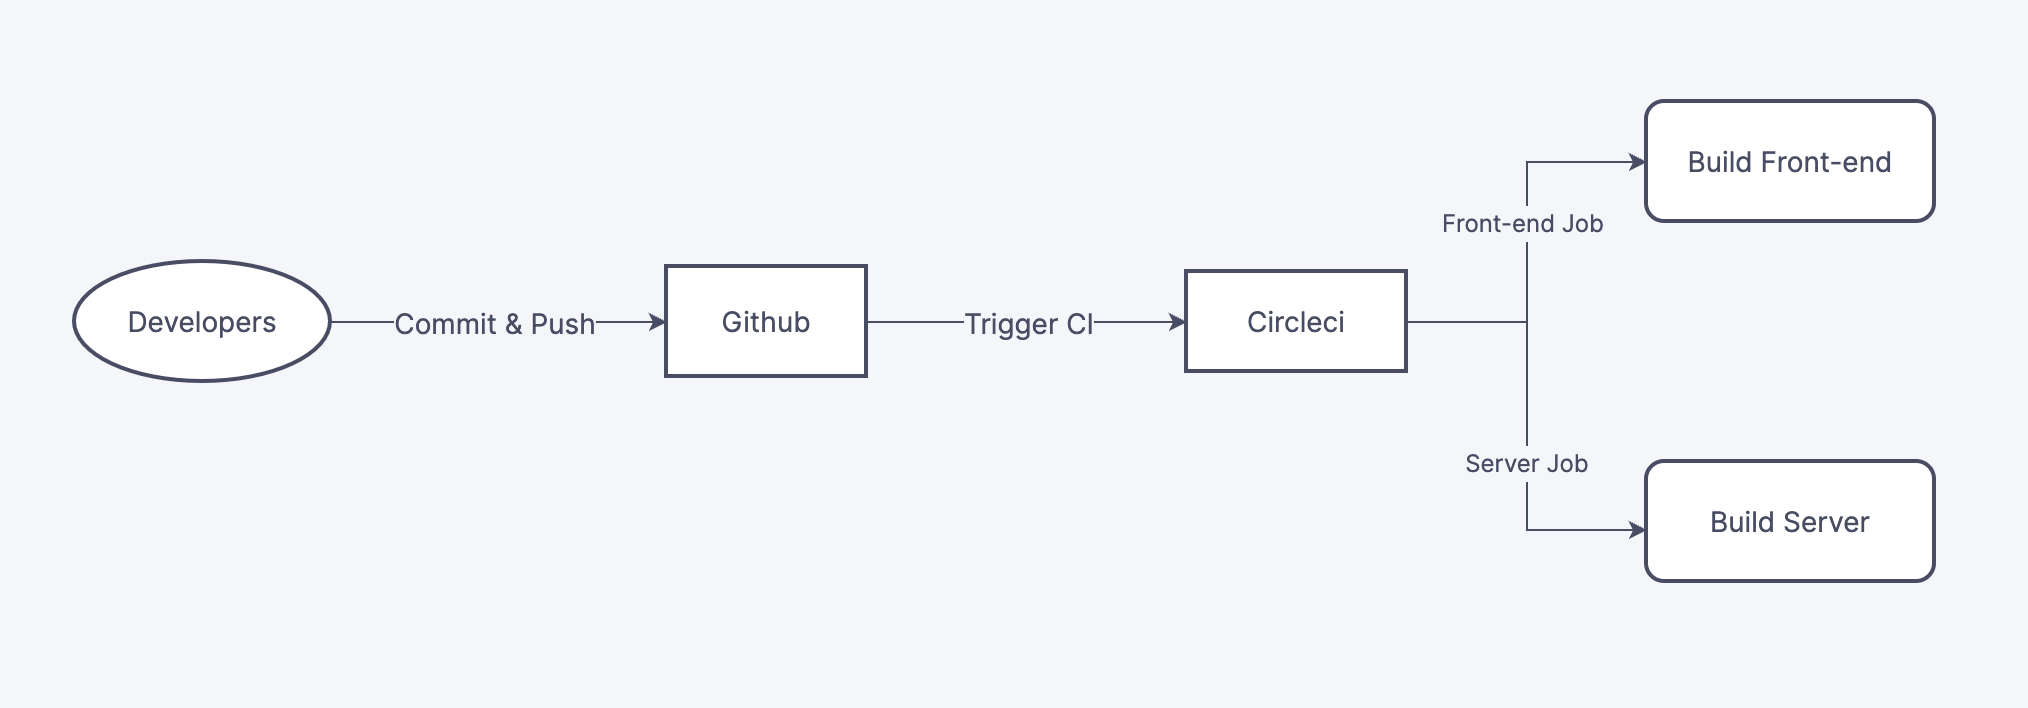 Developers
Commit & Push
Github
Trigger CI
Circleci
Front-end Job
Build Front-end
Server Job
Build Server